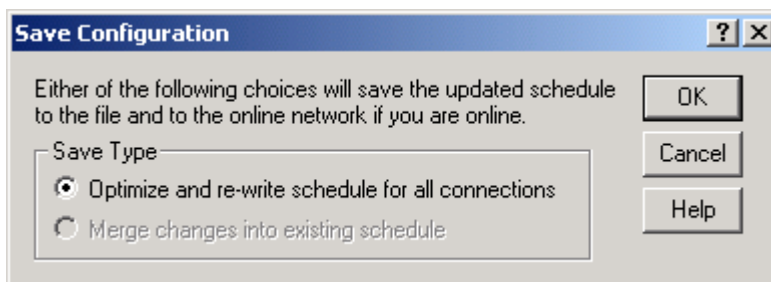 Save Configuration
Either of the following choices will save the updated schedule
to the file and to the online network if you are online.
Save Type
Optimize and re-write schedule for all connections
Merge changes into existing schedule
OK
Cancel
Help